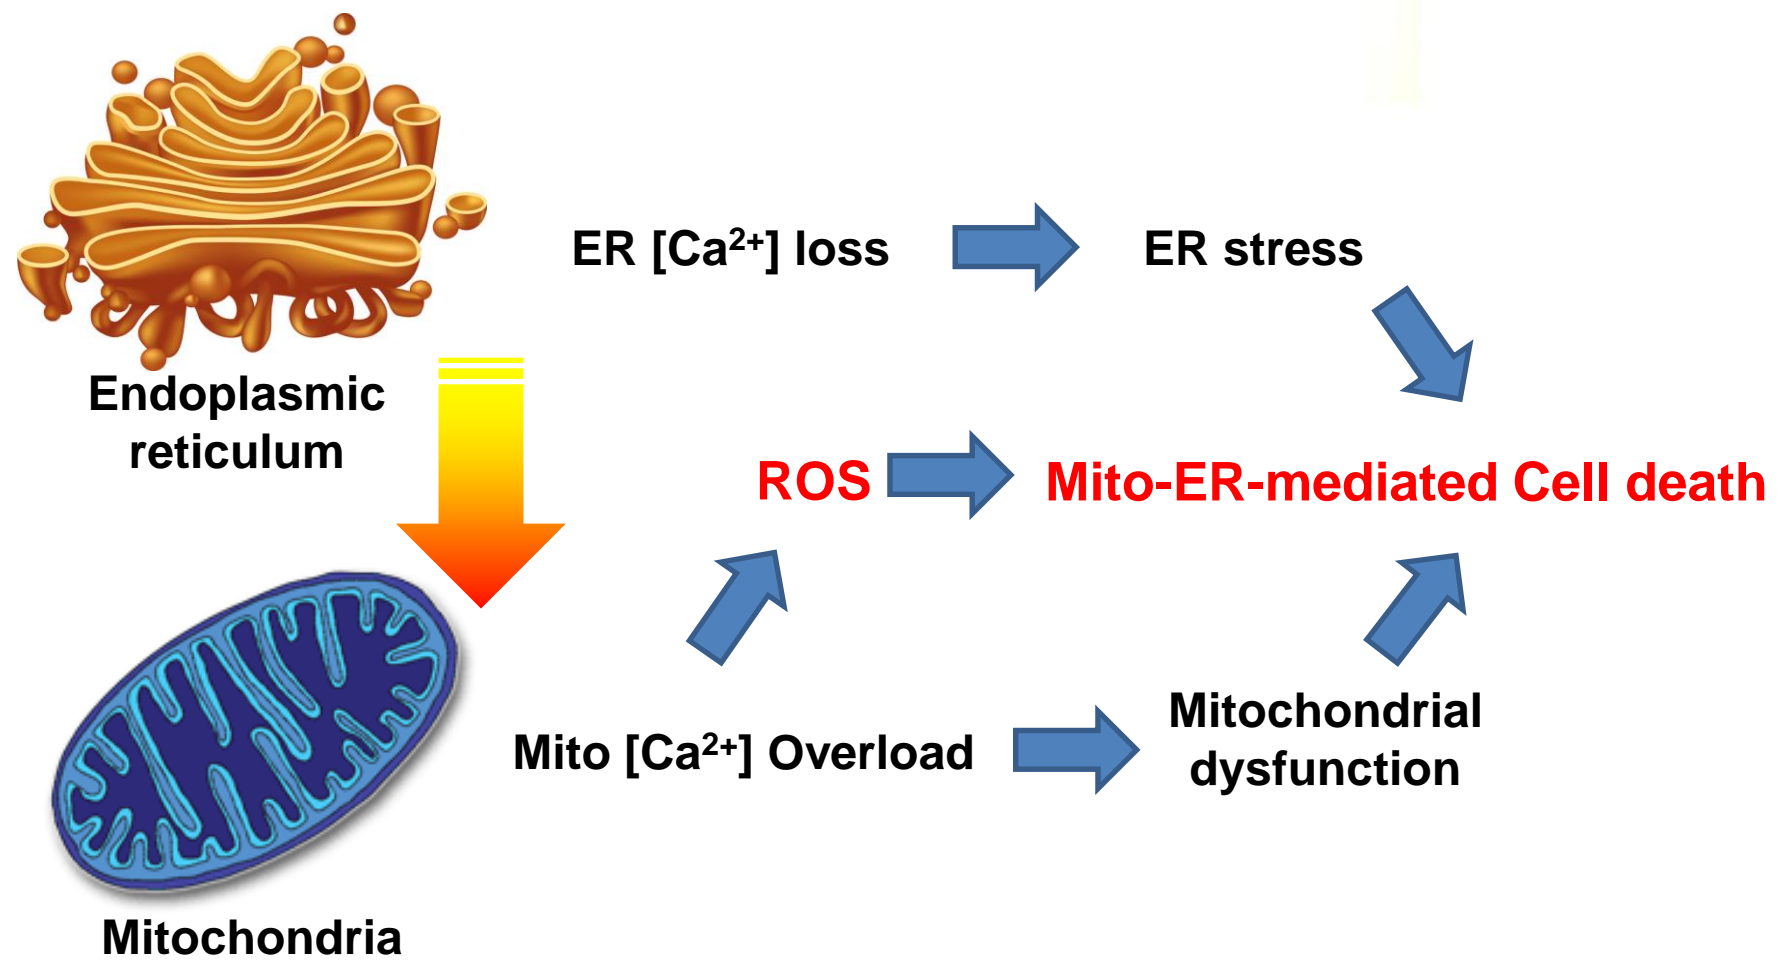 ER [Ca²⁺] loss
ER stress
Endoplasmic
reticulum
ROS
Mito-ER-mediated Cell death
Mito [Ca²⁺] Overload
Mitochondrial
dysfunction
Mitochondria